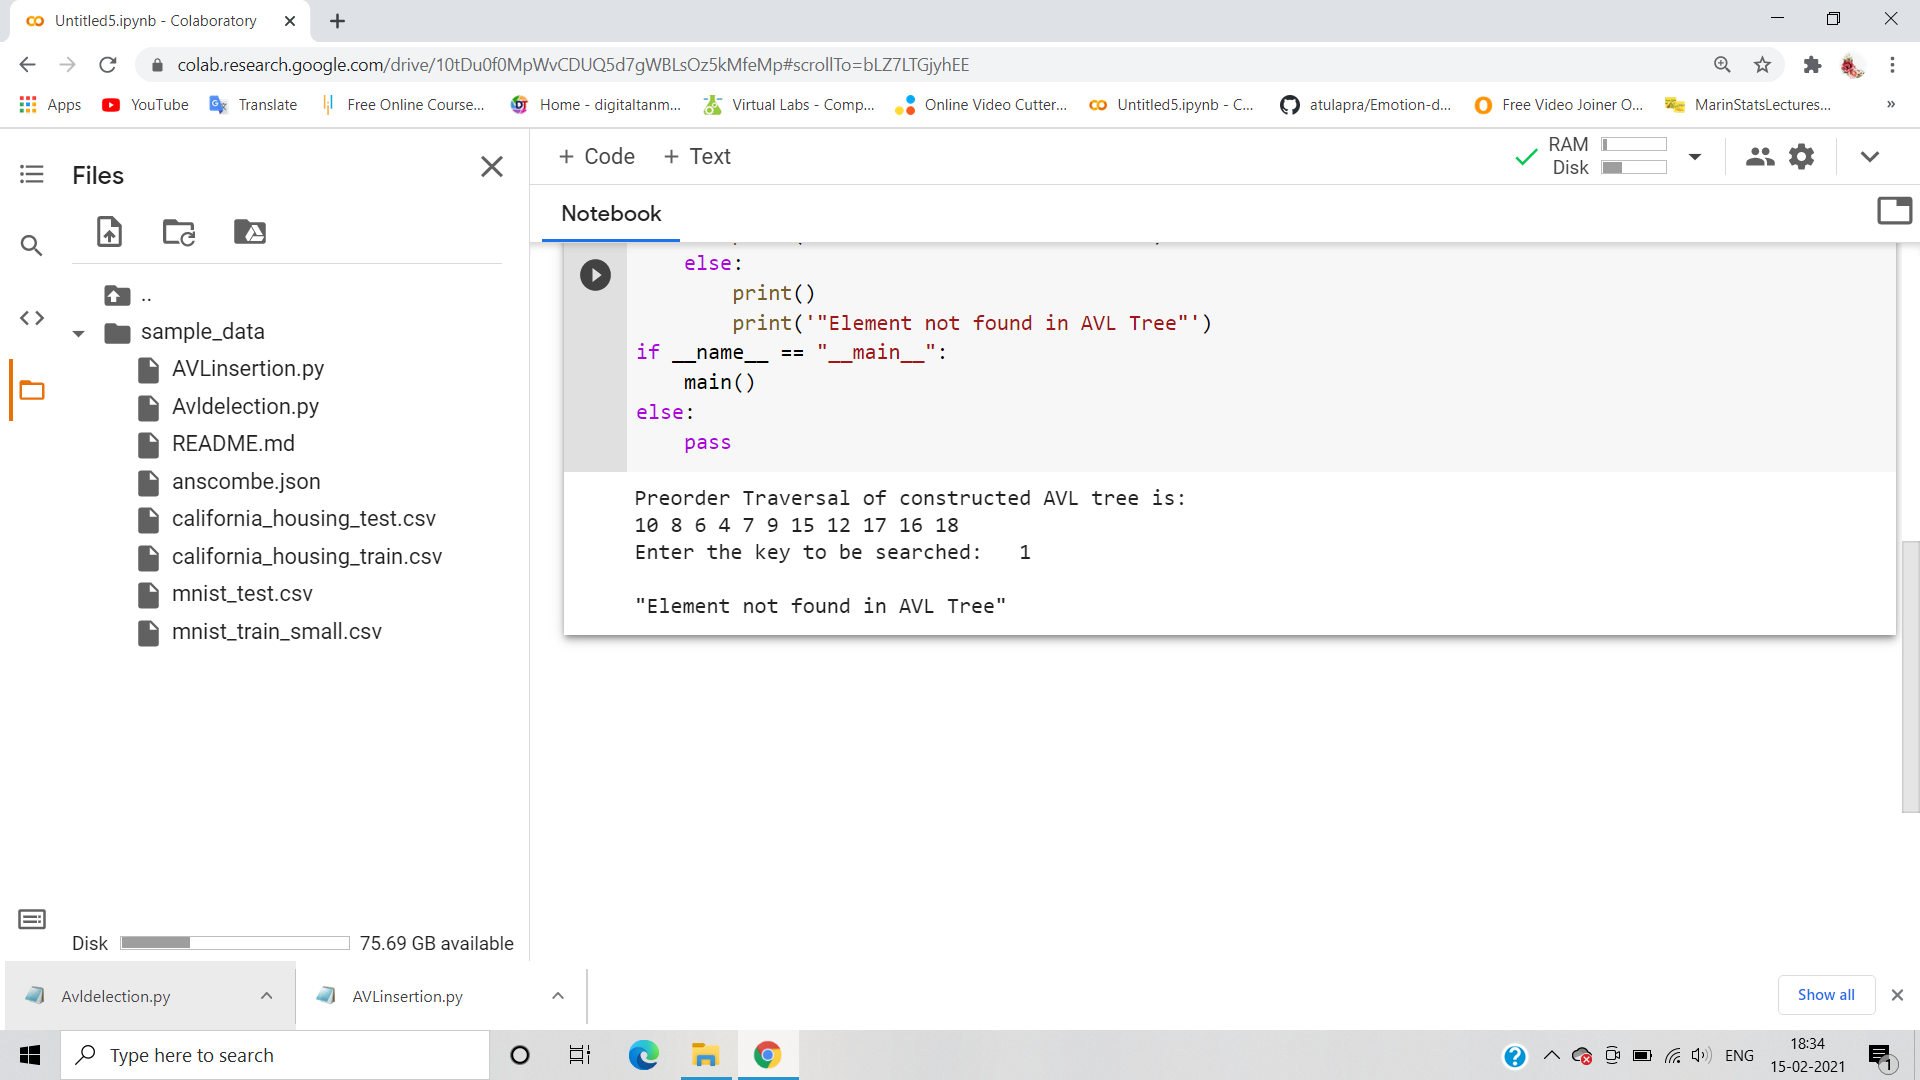 Untitled5.ipynb - Colaboratory
colab.research.google.com/drive/10tDu0f0MpWvCDUQ5d7gWBLsOz5kMfeMp#scrollTo=bLZ7LTGjyhEE
Apps YouTube Translate Free Online Course... Home - digitaltanm... Virtual Labs - Comp... Online Video Cutter... Untitled5.ipynb - C... atulapra/Emotion-d... Free Video Joiner O... MarinStatsLectures... »
Files
..
sample_data
AVLinsertion.py
Avldelection.py
README.md
anscombe.json
california_housing_test.csv
california_housing_train.csv
mnist_test.csv
mnist_train_small.csv
Disk 75.69 GB available
+ Code + Text
RAM
Disk
Notebook
else:
print()
print('"Element not found in AVL Tree"')
if __name__ == "__main__":
main()
else:
pass
Preorder Traversal of constructed AVL tree is:
10 8 6 4 7 9 15 12 17 16 18
Enter the key to be searched: 1
"Element not found in AVL Tree"
Avldelection.py
AVLinsertion.py
Show all
Type here to search
ENG
18:34
15-02-2021
1